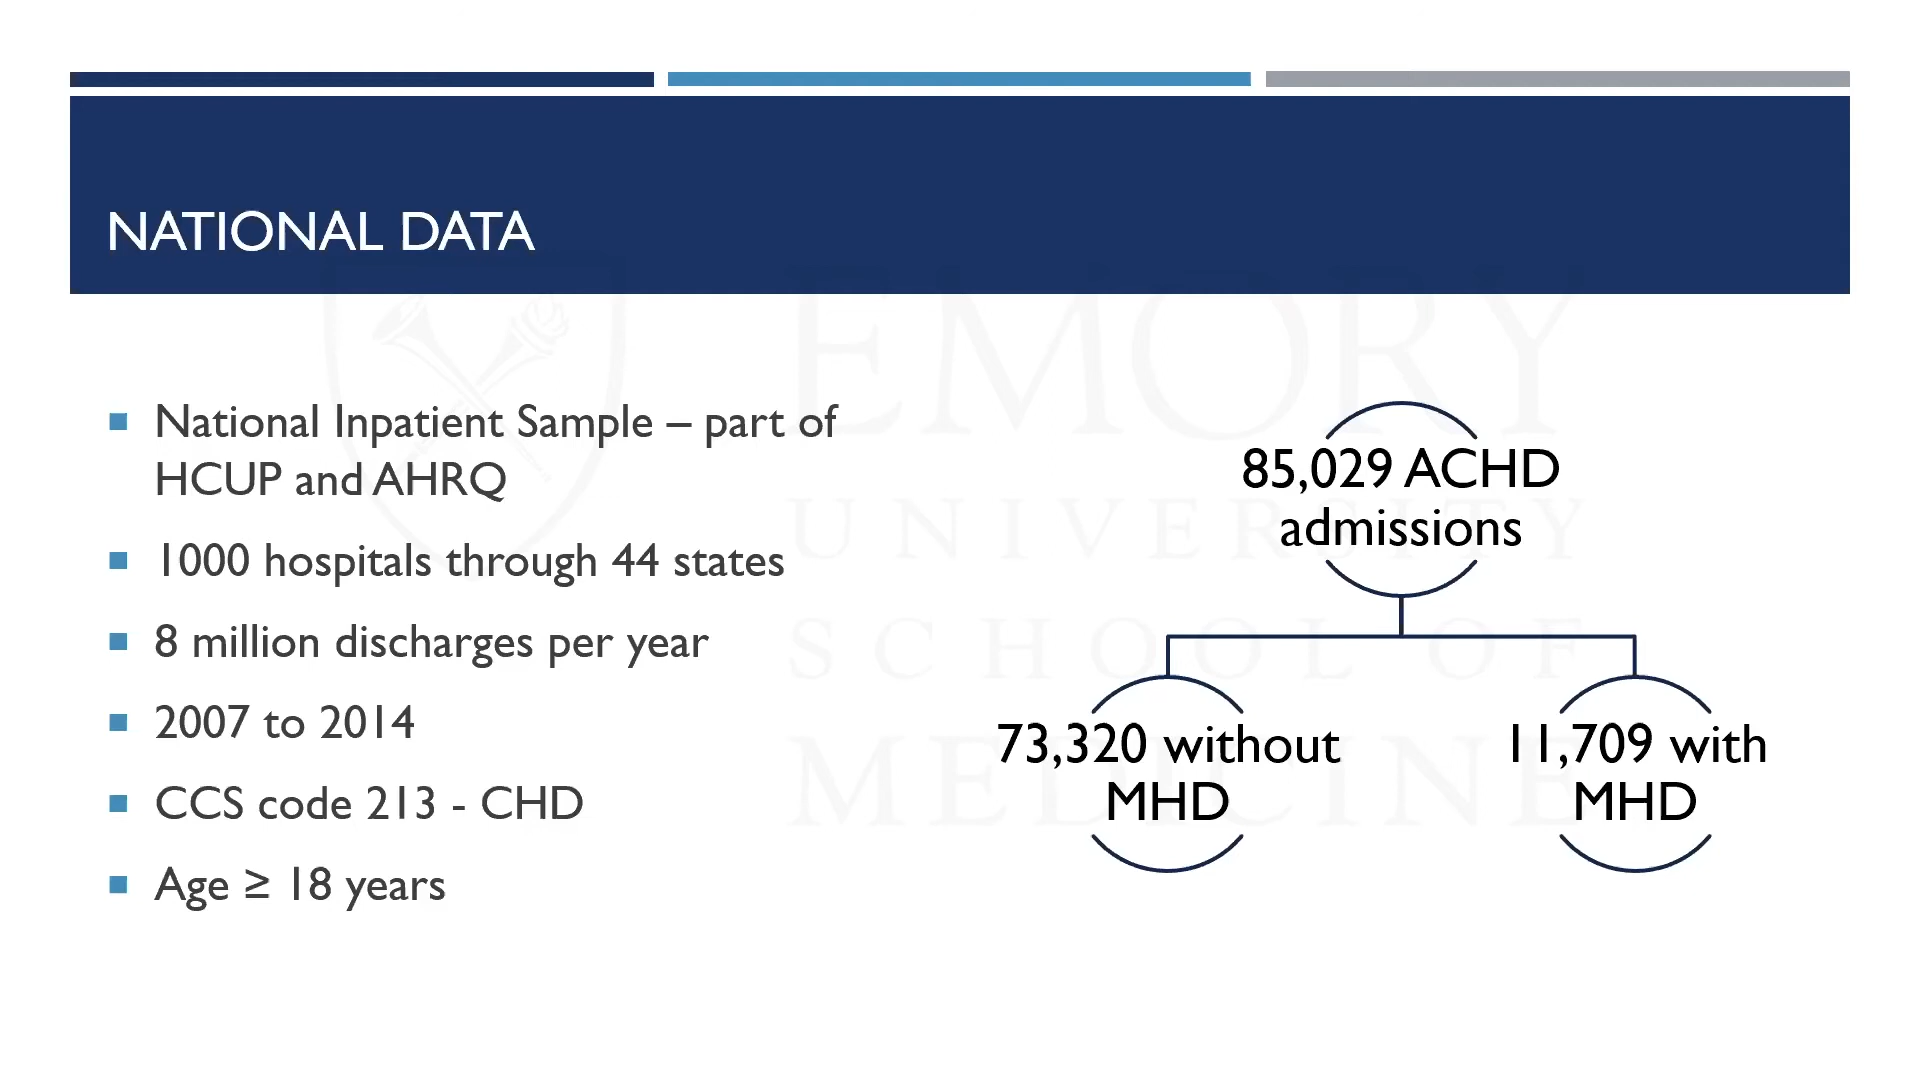 NATIONAL DATA
National Inpatient Sample – part of
HCUP and AHRQ
1000 hospitals through 44 states
8 million discharges per year
2007 to 2014
CCS code 213 - CHD
Age ≥ 18 years
85,029 ACHD
admissions
73,320 without
MHD
11,709 with
MHD
EMORY
UNIVERSITY
SCHOOL OF
MEDICINE